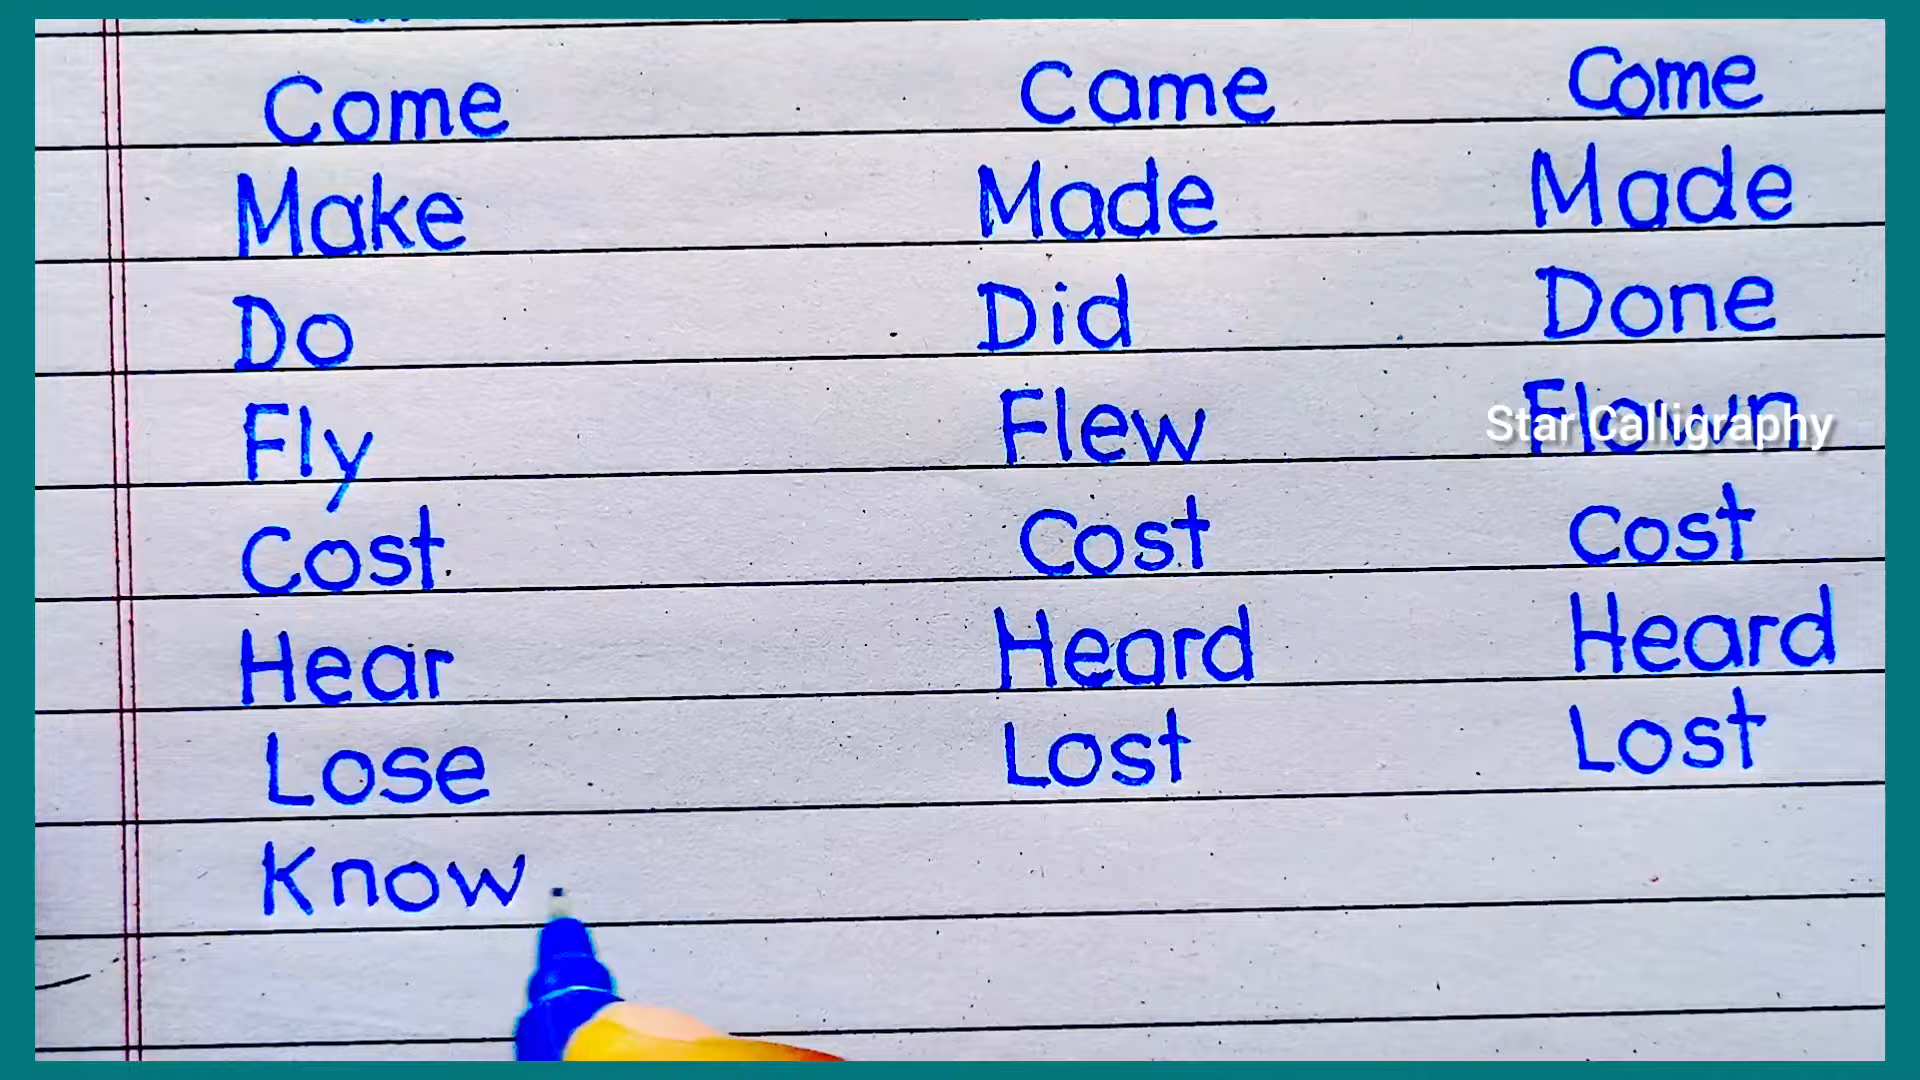 Come Came Come
Make Made Made
Do Did Done
Fly Flew Flown
Star Calligraphy
Cost Cost Cost
Hear Heard Heard
Lose Lost Lost
Know